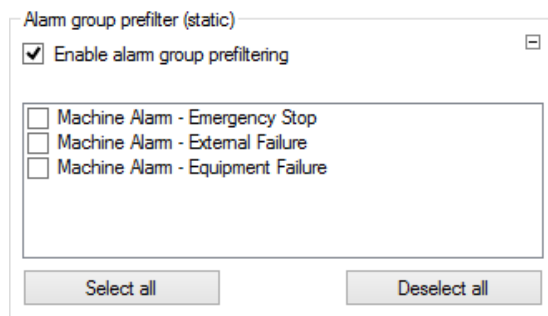 Alarm group prefilter (static)
Enable alarm group prefiltering
Machine Alarm - Emergency Stop
Machine Alarm - External Failure
Machine Alarm - Equipment Failure
Select all
Deselect all